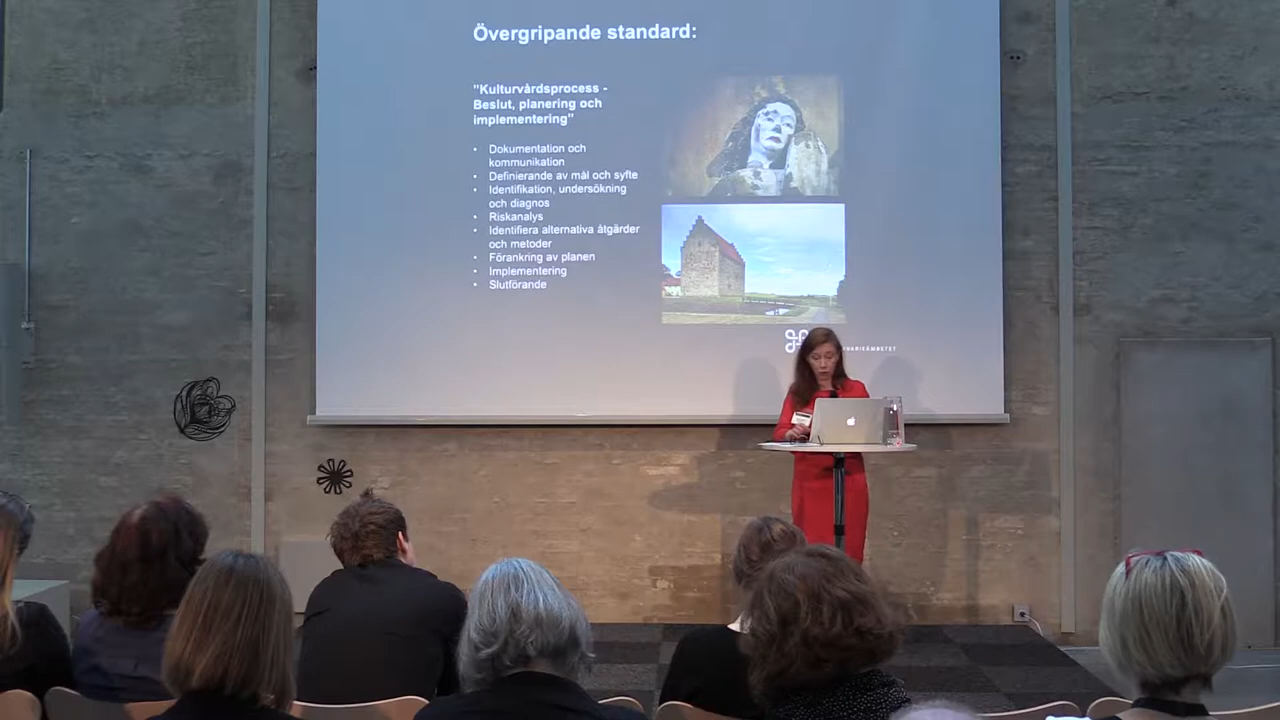 Övergripande standard:
"Kulturvårdsprocess -
Beslut, planering och
implementering"
• Dokumentation och
kommunikation
• Definierande av mål och syfte
• Identifikation, undersökning
och diagnos
• Riskanalys
• Identifiera alternativa åtgärder
och metoder
• Förankring av planen
• Implementering
• Slutförande